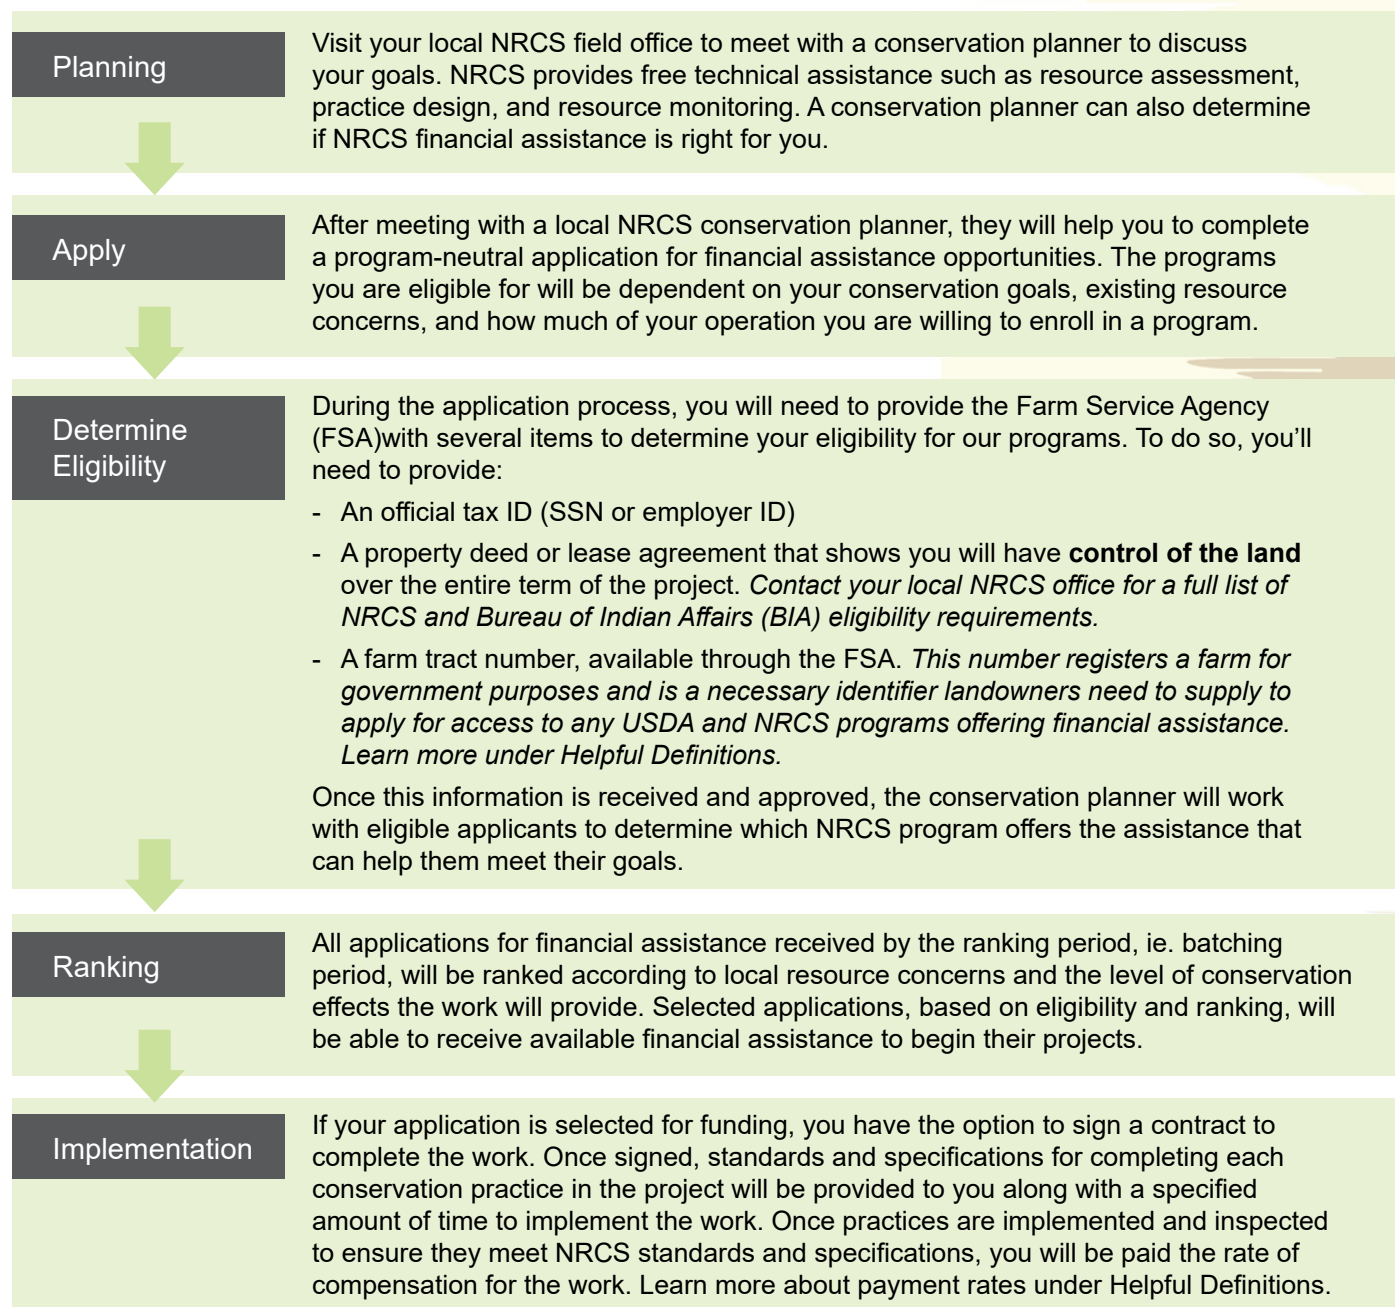 Planning
Visit your local NRCS field office to meet with a conservation planner to discuss
your goals. NRCS provides free technical assistance such as resource assessment,
practice design, and resource monitoring. A conservation planner can also determine
if NRCS financial assistance is right for you.
Apply
After meeting with a local NRCS conservation planner, they will help you to complete
a program-neutral application for financial assistance opportunities. The programs
you are eligible for will be dependent on your conservation goals, existing resource
concerns, and how much of your operation you are willing to enroll in a program.
Determine
Eligibility
During the application process, you will need to provide the Farm Service Agency
(FSA)with several items to determine your eligibility for our programs. To do so, you'll
need to provide:
- An official tax ID (SSN or employer ID)
- A property deed or lease agreement that shows you will have control of the land
over the entire term of the project. Contact your local NRCS office for a full list of
NRCS and Bureau of Indian Affairs (BIA) eligibility requirements.
- A farm tract number, available through the FSA. This number registers a farm for
government purposes and is a necessary identifier landowners need to supply to
apply for access to any USDA and NRCS programs offering financial assistance.
Learn more under Helpful Definitions.
Once this information is received and approved, the conservation planner will work
with eligible applicants to determine which NRCS program offers the assistance that
can help them meet their goals.
Ranking
All applications for financial assistance received by the ranking period, ie. batching
period, will be ranked according to local resource concerns and the level of conservation
effects the work will provide. Selected applications, based on eligibility and ranking, will
be able to receive available financial assistance to begin their projects.
Implementation
If your application is selected for funding, you have the option to sign a contract to
complete the work. Once signed, standards and specifications for completing each
conservation practice in the project will be provided to you along with a specified
amount of time to implement the work. Once practices are implemented and inspected
to ensure they meet NRCS standards and specifications, you will be paid the rate of
compensation for the work. Learn more about payment rates under Helpful Definitions.